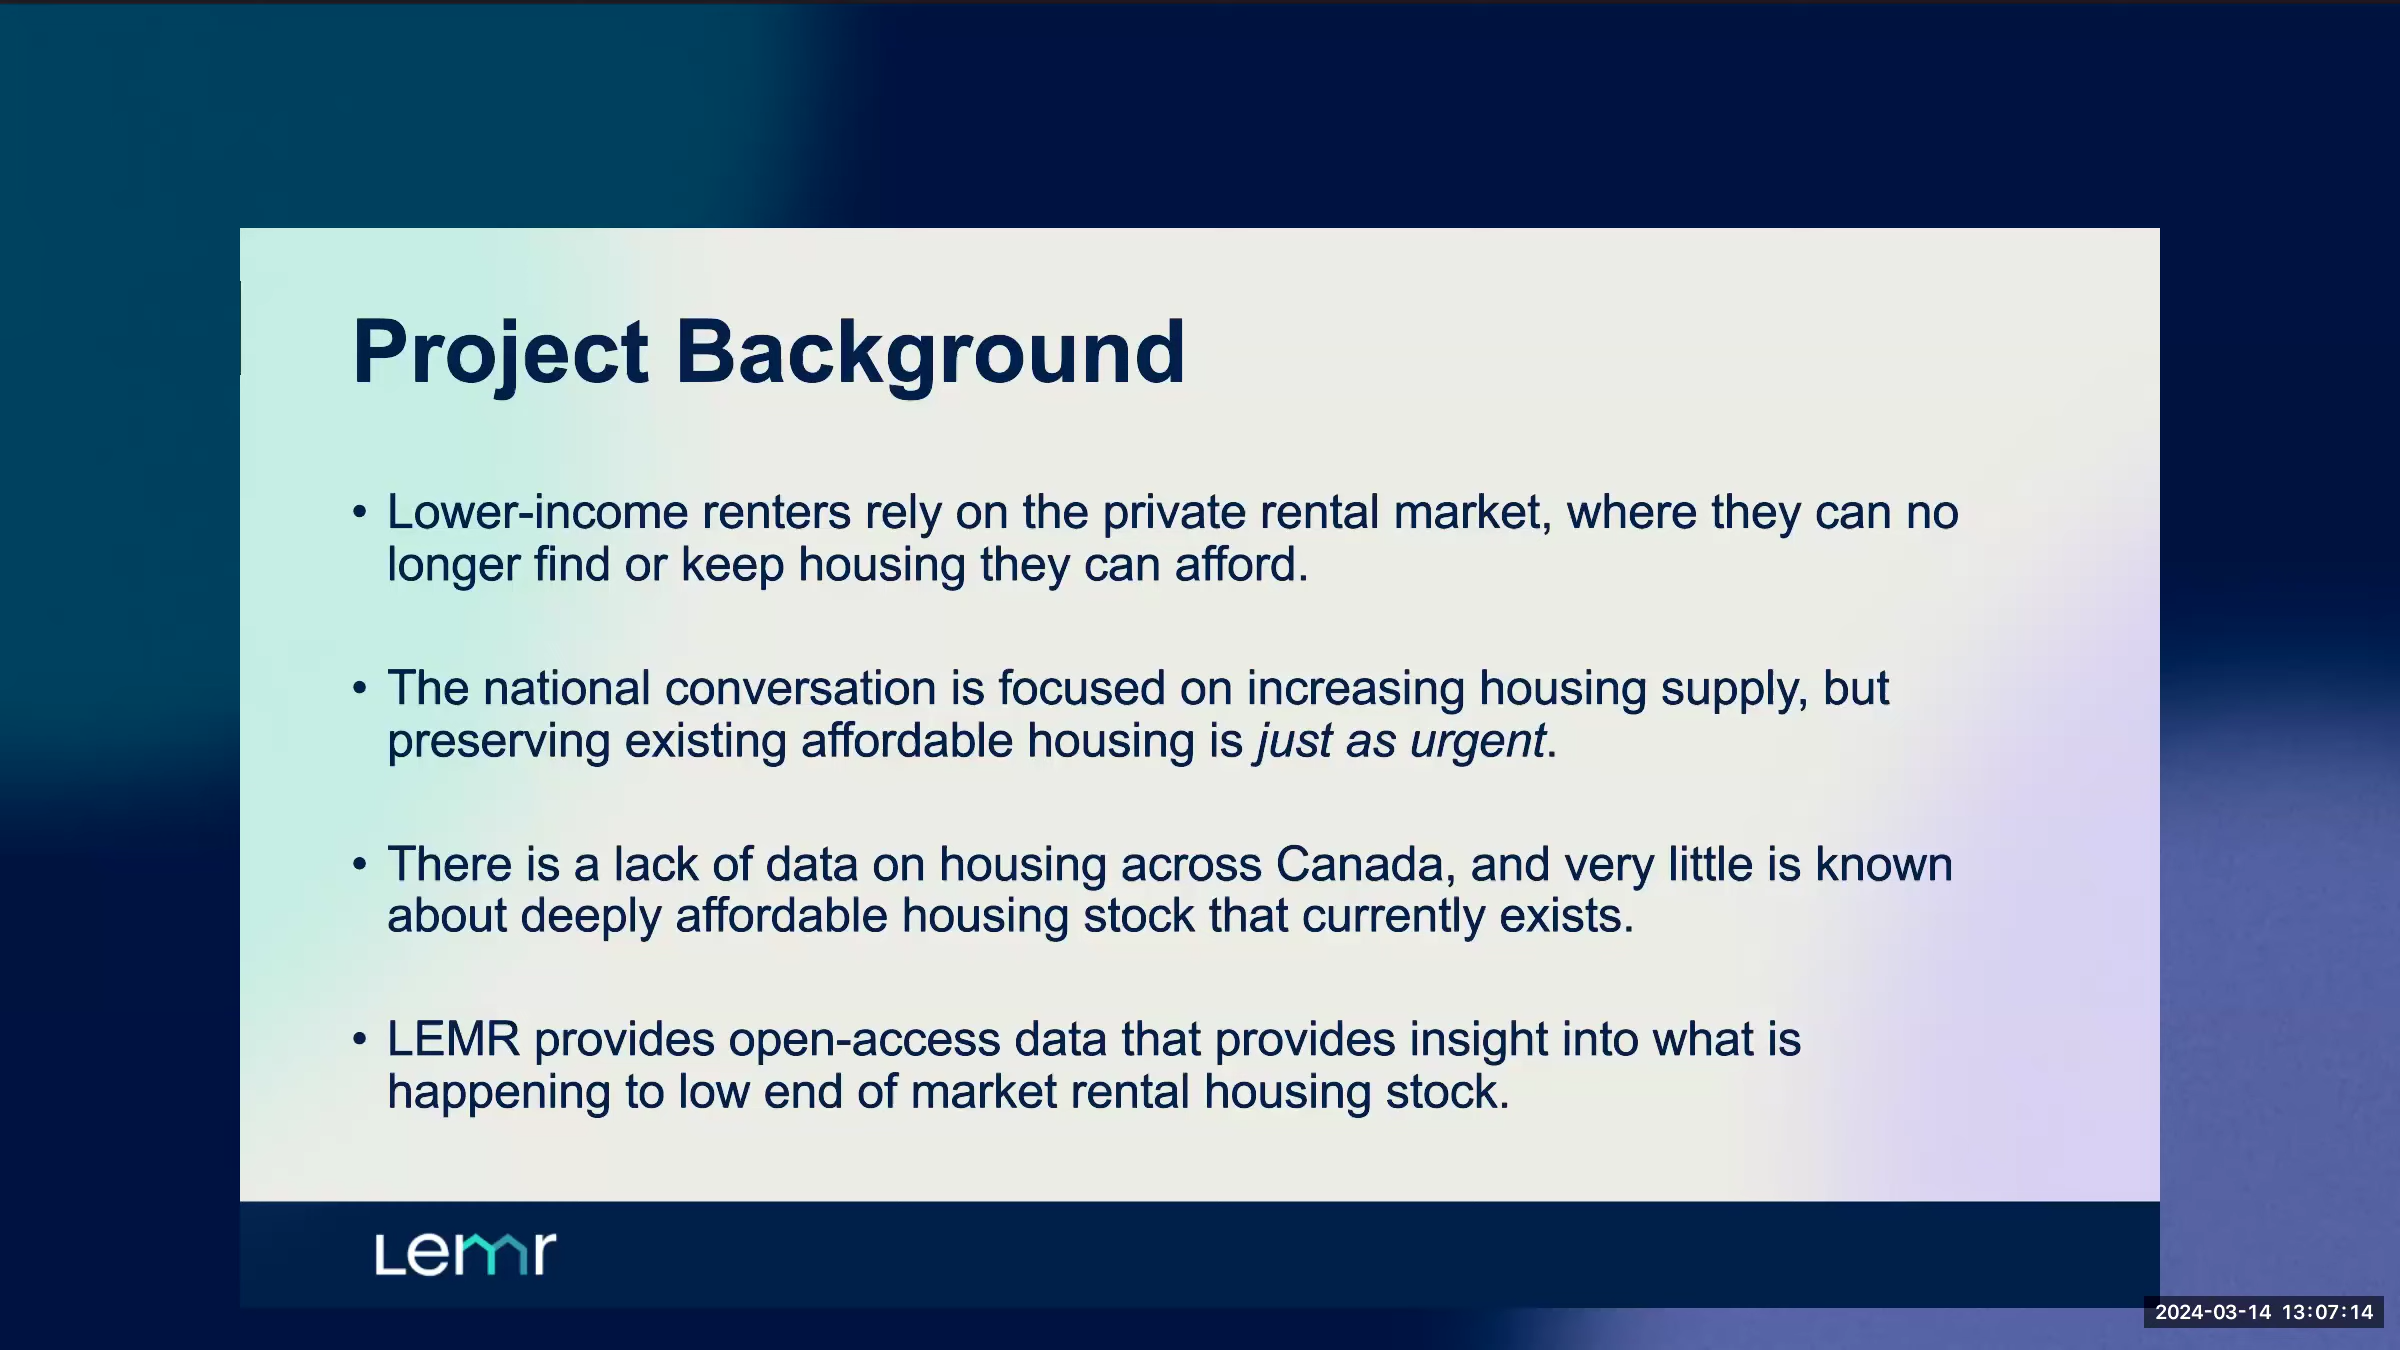 Project Background
• Lower-income renters rely on the private rental market, where they can no
longer find or keep housing they can afford.
• The national conversation is focused on increasing housing supply, but
preserving existing affordable housing is just as urgent.
• There is a lack of data on housing across Canada, and very little is known
about deeply affordable housing stock that currently exists.
• LEMR provides open-access data that provides insight into what is
happening to low end of market rental housing stock.
Lemr
2024-03-14 13:07:14